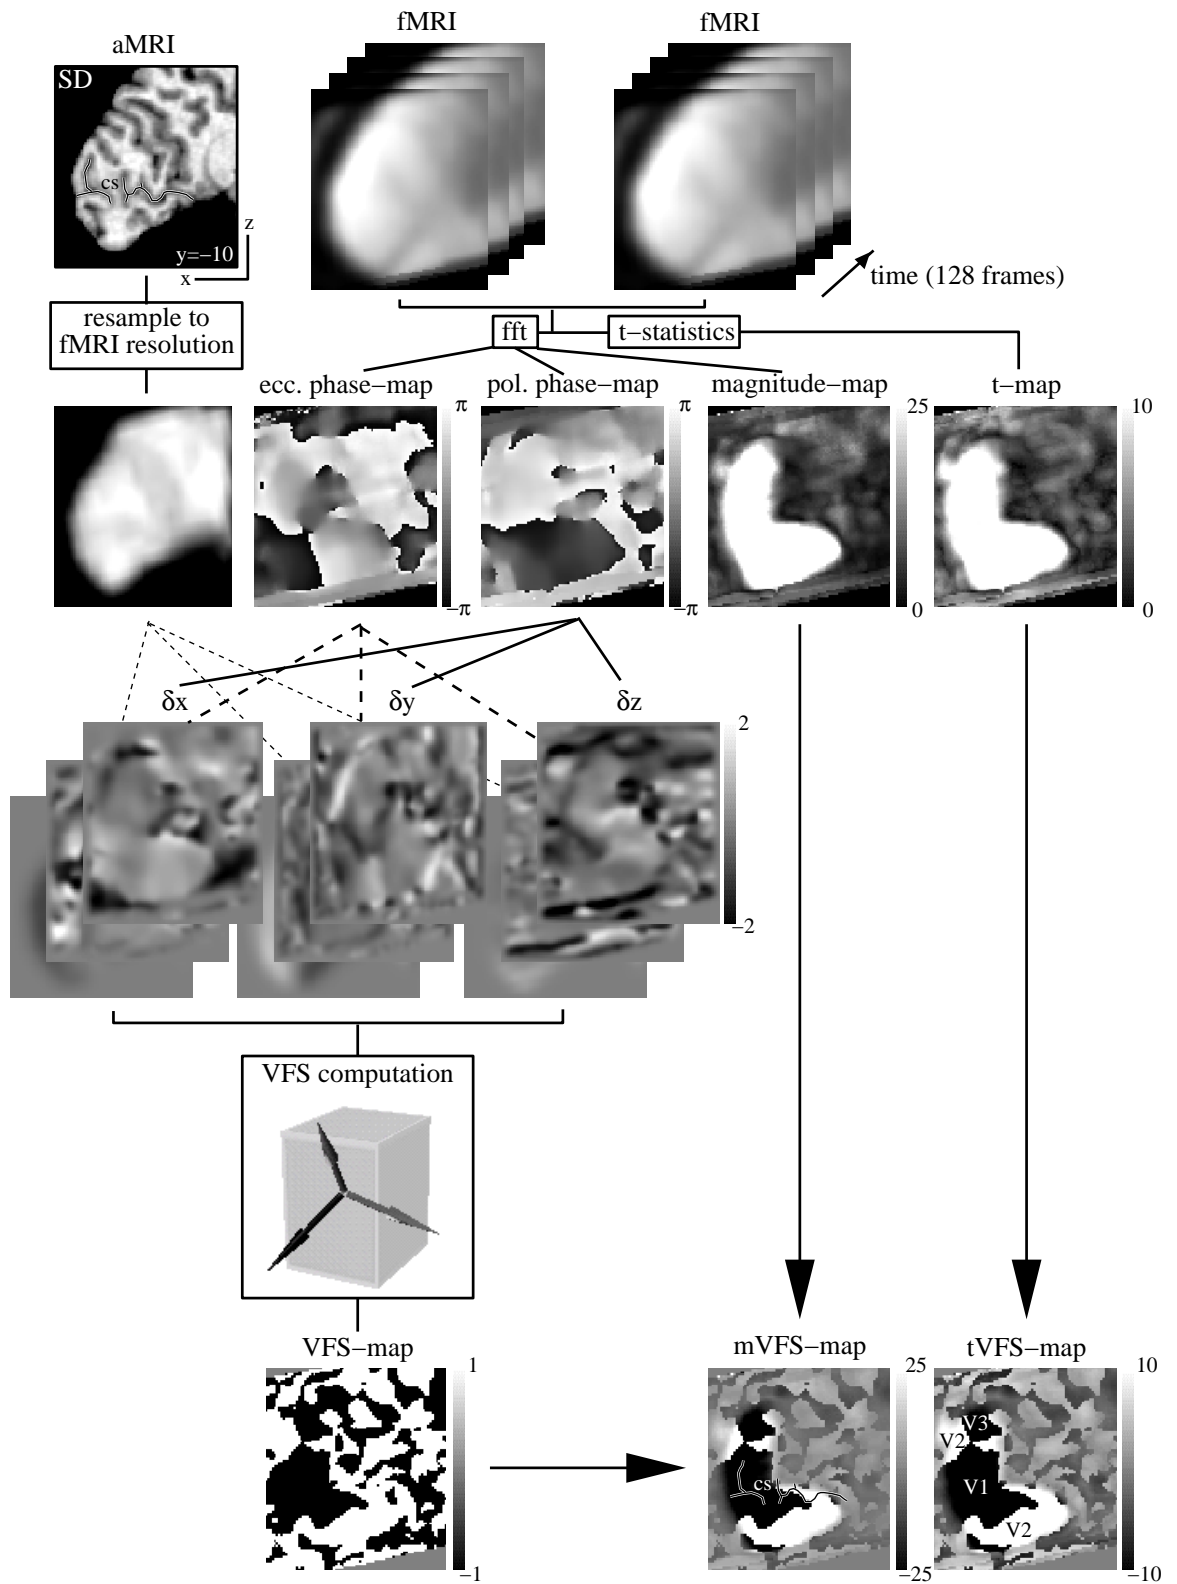 fMRI
fMRI
aMRI
SD
cs
y=−10
z
x
time (128 frames)
resample to
fMRI resolution
fft
t−statistics
ecc. phase−map
pol. phase−map
magnitude−map
t−map
π
−π
π
−π
25
0
10
0
δx
δy
δz
2
−2
VFS computation
VFS−map
1
−1
mVFS−map
25
cs
−25
tVFS−map
10
V3
V2
V1
V2
−10